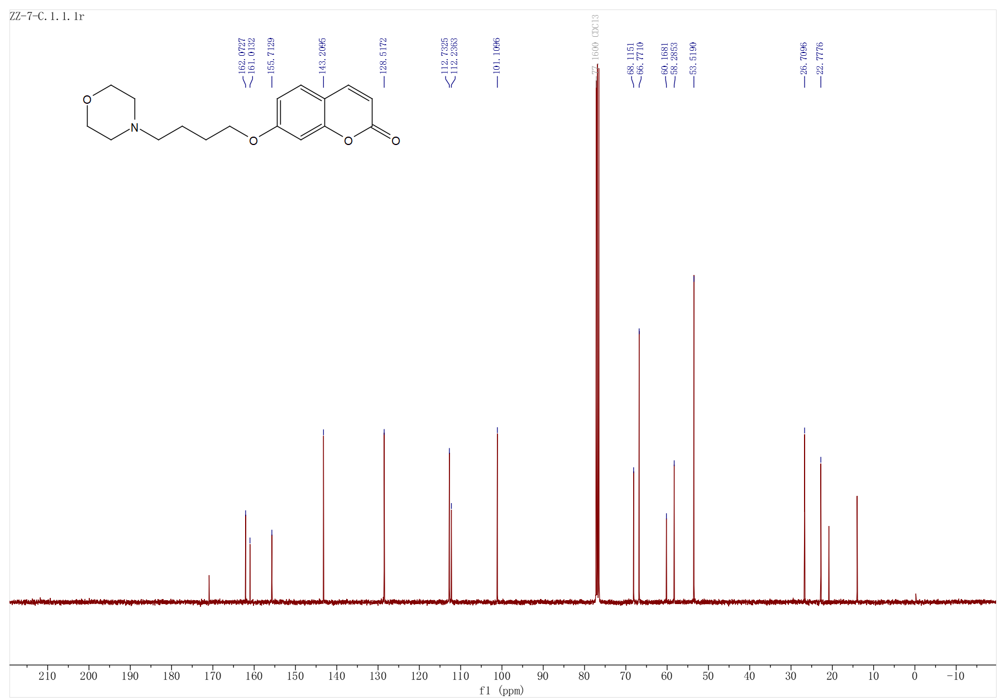 ZZ-7-C.1.1.1r
162.0727
161.0132
155.7129
143.2095
128.5172
112.7325
112.2363
101.1096
77.1600 CDCl3
68.1151
66.7710
60.1681
58.2853
53.5190
26.7096
22.7776
O
N
O
O
O
210 200 190 180 170 160 150 140 130 120 110 100 90 80 70 60 50 40 30 20 10 0 -10
f1 (ppm)